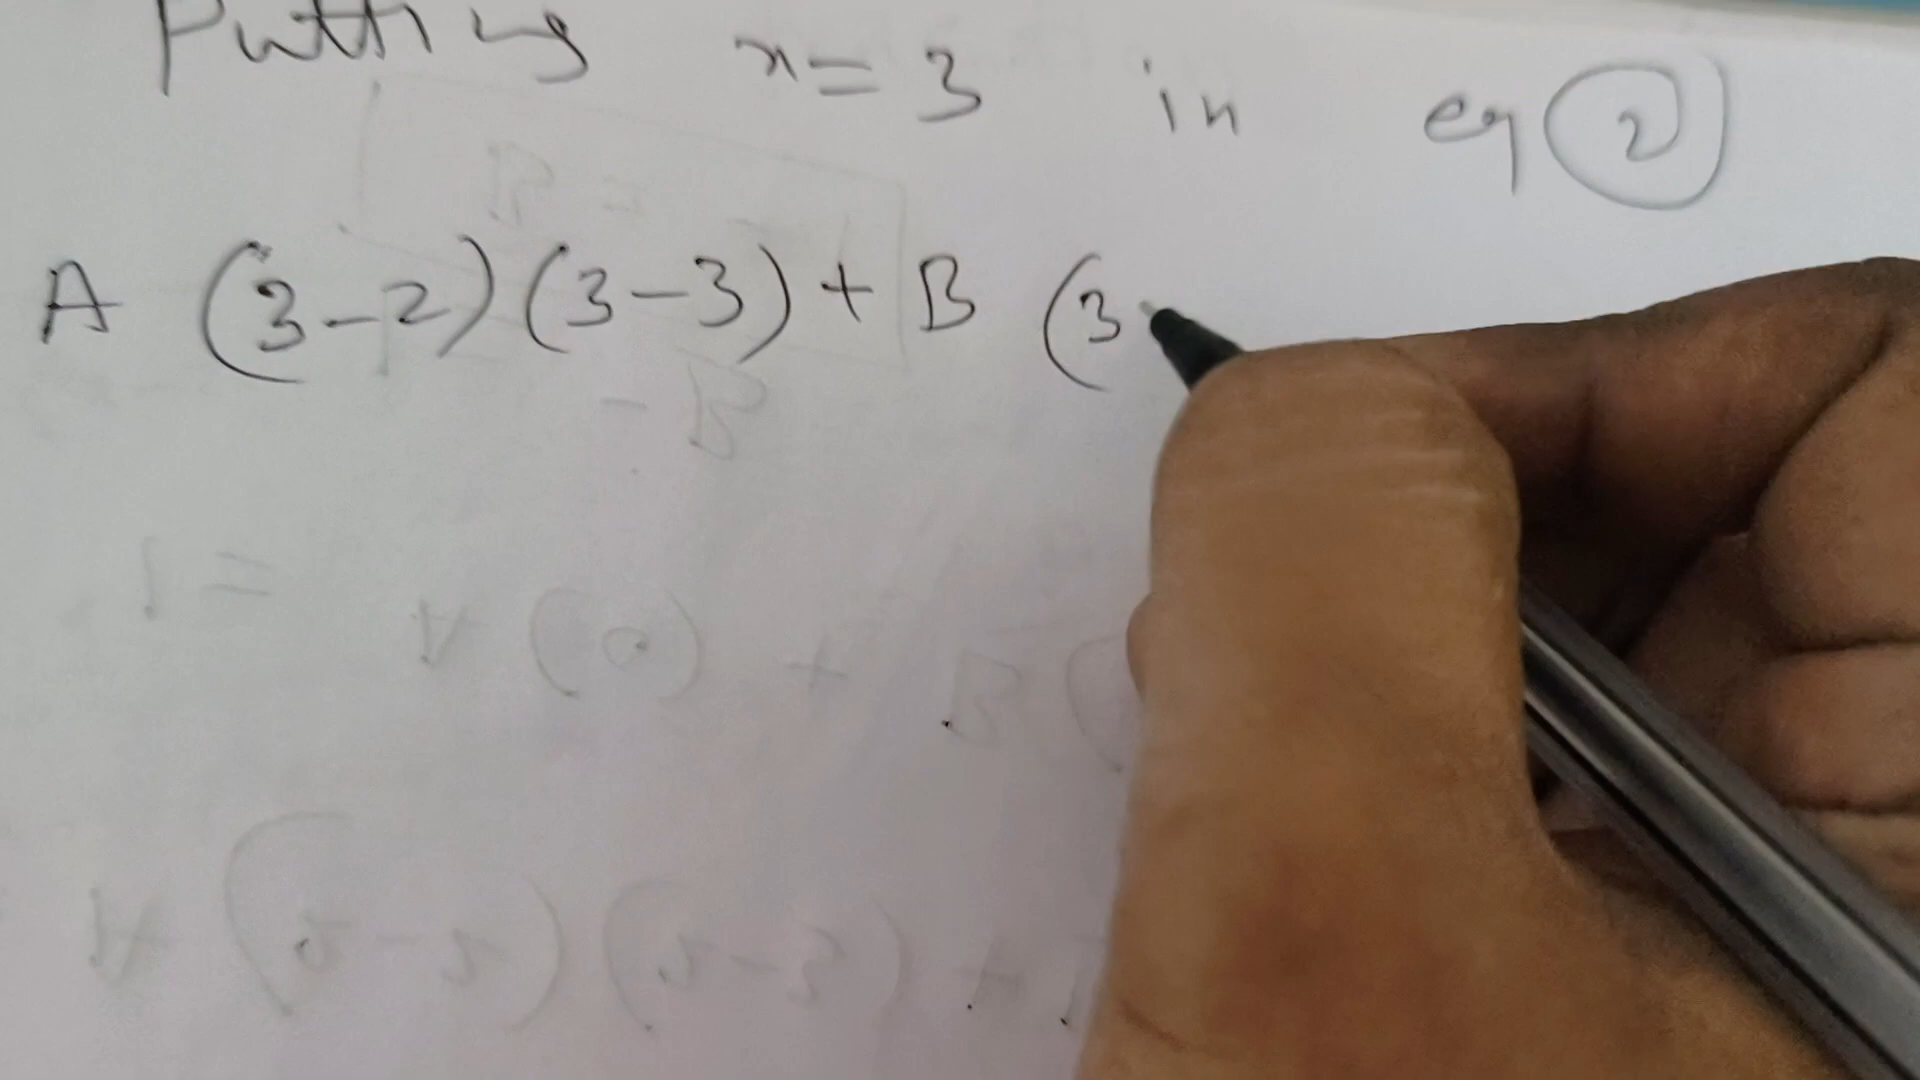 Putting x=3 in eq 2
A (3-2)(3-3) + B (3